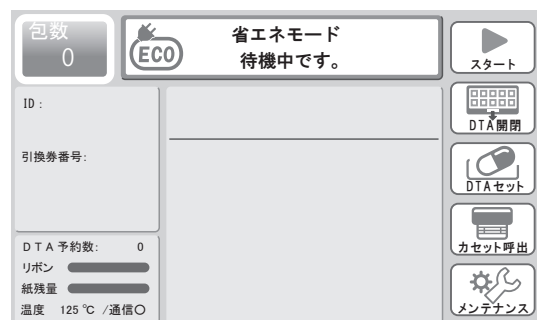 包数
0
ECO
省エネモード
待機中です。
スタート
ID :
引換券番号:
DTA開閉
DTAセット
カセット呼出
メンテナンス
DTA予約数: 0
リボン
紙残量
温度 125 ℃ /通信○